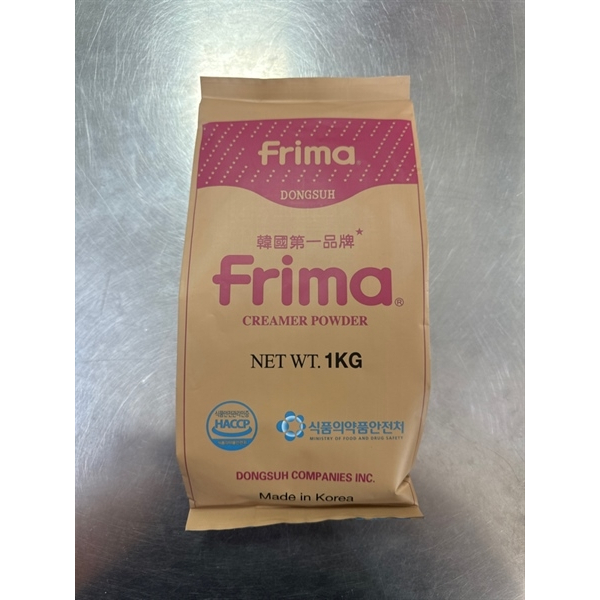 Frima
DONGSUH
韓國第一品牌*
Frima®
CREAMER POWDER
NET WT. 1KG
HACCP
식품의약품안전처
MINISTRY OF FOOD AND DRUG SAFETY
DONGSUH COMPANIES INC.
Made in Korea